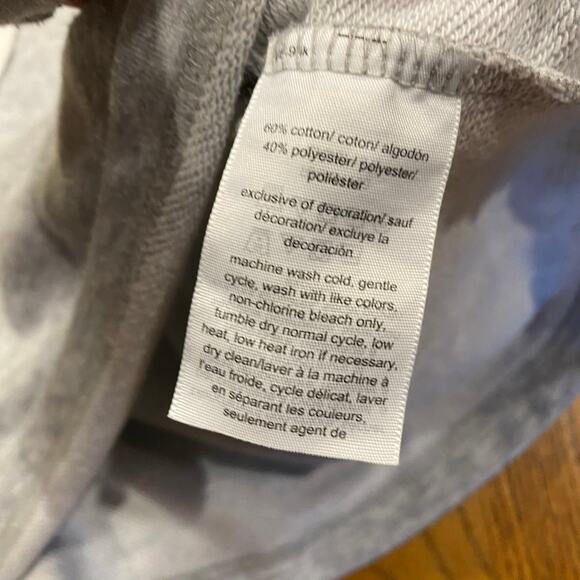 60% cotton/ coton/ algodón
40% polyester/ polyester/
poliéster
exclusive of decoration/ sauf
décoration/ excluye la
decoración
machine wash cold, gentle
cycle, wash with like colors,
non-chlorine bleach only,
tumble dry normal cycle, low
heat, low heat iron if necessary,
dry clean/laver à la machine à
l'eau froide, cycle délicat, laver
en séparant les couleurs,
seulement agent de